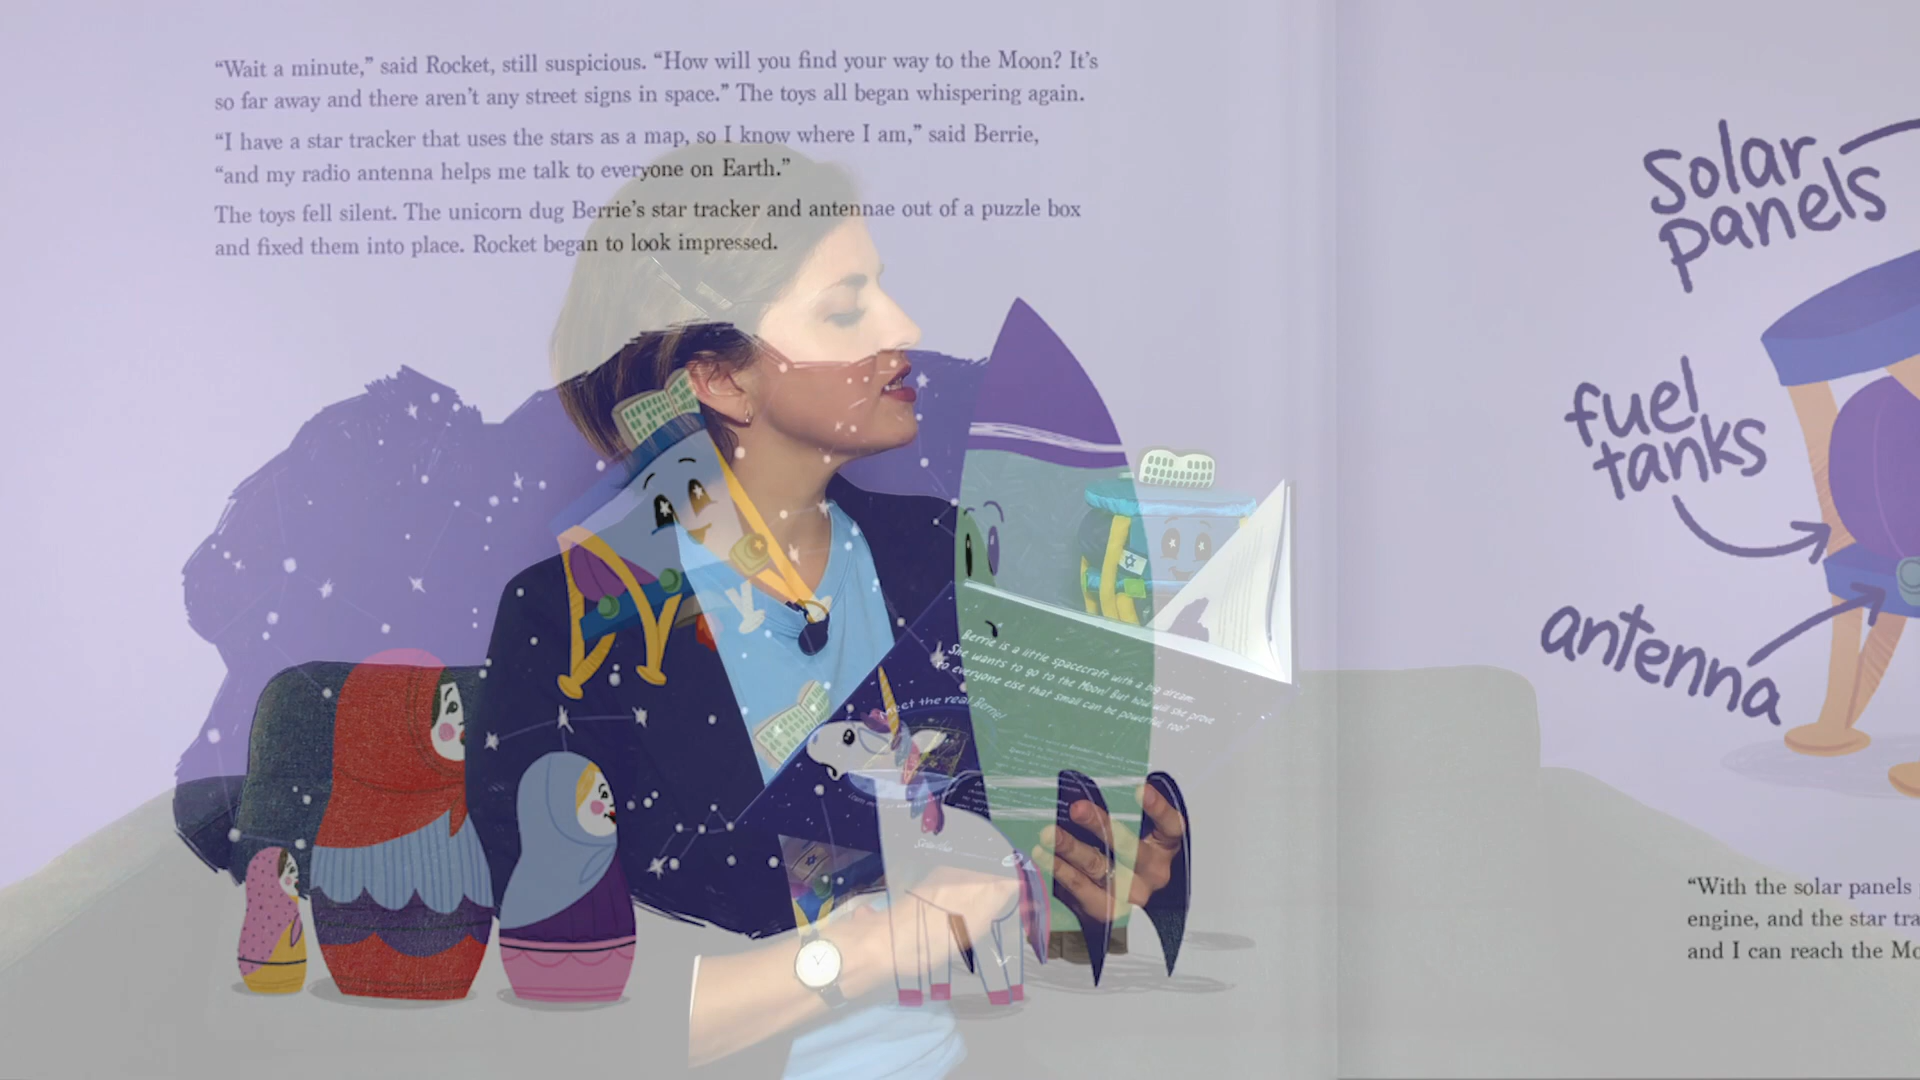 “Wait a minute,” said Rocket, still suspicious. “How will you find your way to the Moon? It’s
so far away and there aren’t any street signs in space.” The toys all began whispering again.
“I have a star tracker that uses the stars as a map, so I know where I am,” said Berrie,
“and my radio antenna helps me talk to everyone on Earth.”
The toys fell silent. The unicorn dug Berrie’s star tracker and antennae out of a puzzle box
and fixed them into place. Rocket began to look impressed.
Solar
panels
fuel
tanks
antenna
Berrie is a little spacecraft with a big dream.
She wants to go to the Moon! But how will she prove
to everyone else that small can be powerful, too?
meet the real Berrie!
“With the solar panels
engine, and the star tra
and I can reach the Mo